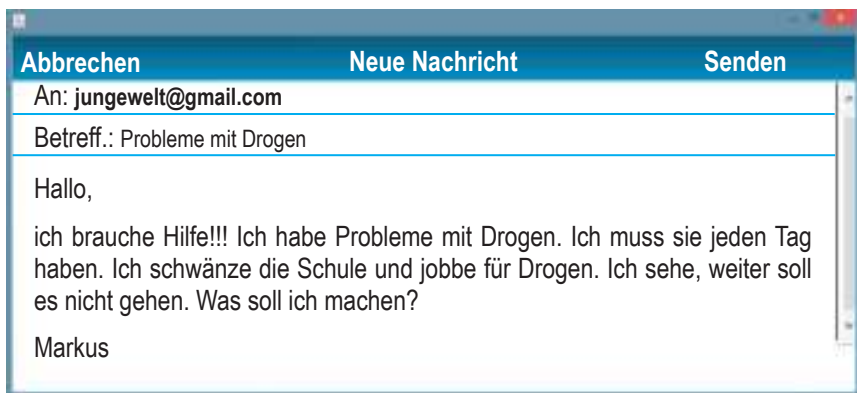 Abbrechen Neue Nachricht Senden
An: jungewelt@gmail.com
Betreff.: Probleme mit Drogen
Hallo,
ich brauche Hilfe!!! Ich habe Probleme mit Drogen. Ich muss sie jeden Tag
haben. Ich schwänze die Schule und jobbe für Drogen. Ich sehe, weiter soll
es nicht gehen. Was soll ich machen?
Markus